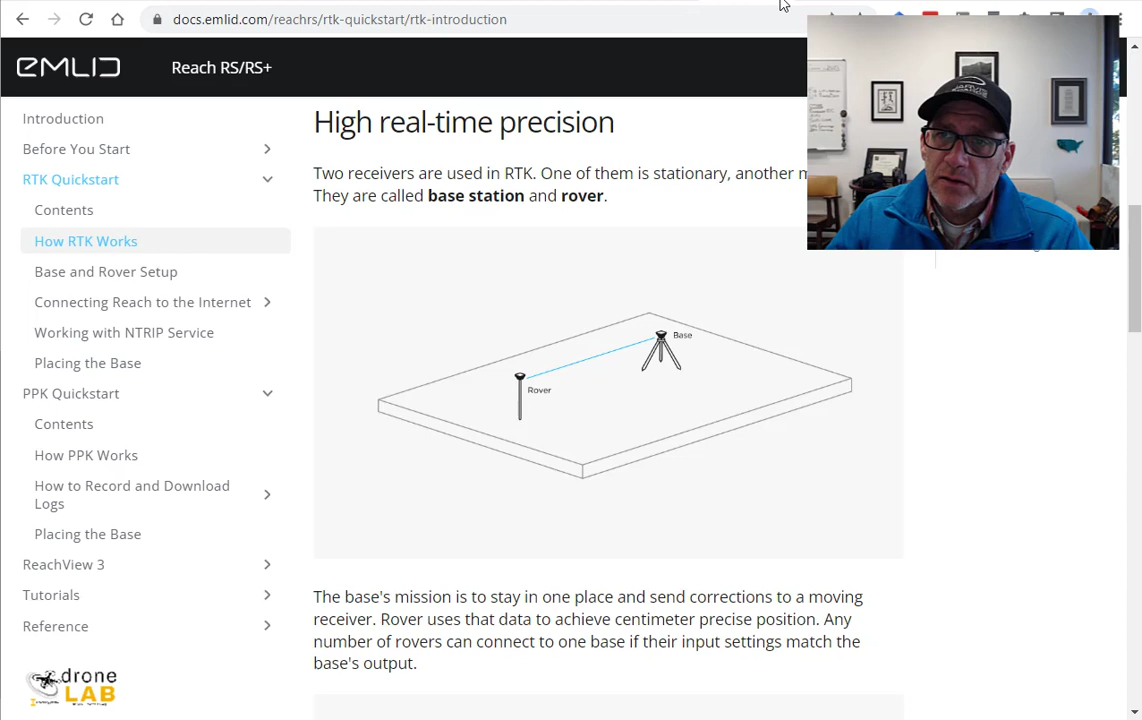 docs.emlid.com/reachrs/rtk-quickstart/rtk-introduction
EMLID
Reach RS/RS+
Introduction
Before You Start
RTK Quickstart
Contents
How RTK Works
Base and Rover Setup
Connecting Reach to the Internet
Working with NTRIP Service
Placing the Base
PPK Quickstart
Contents
How PPK Works
How to Record and Download
Logs
Placing the Base
ReachView 3
Tutorials
Reference
drone
LAB
High real-time precision
Two receivers are used in RTK. One of them is stationary, another
They are called base station and rover.
Base
Rover
The base's mission is to stay in one place and send corrections to a moving
receiver. Rover uses that data to achieve centimeter precise position. Any
number of rovers can connect to one base if their input settings match the
base's output.